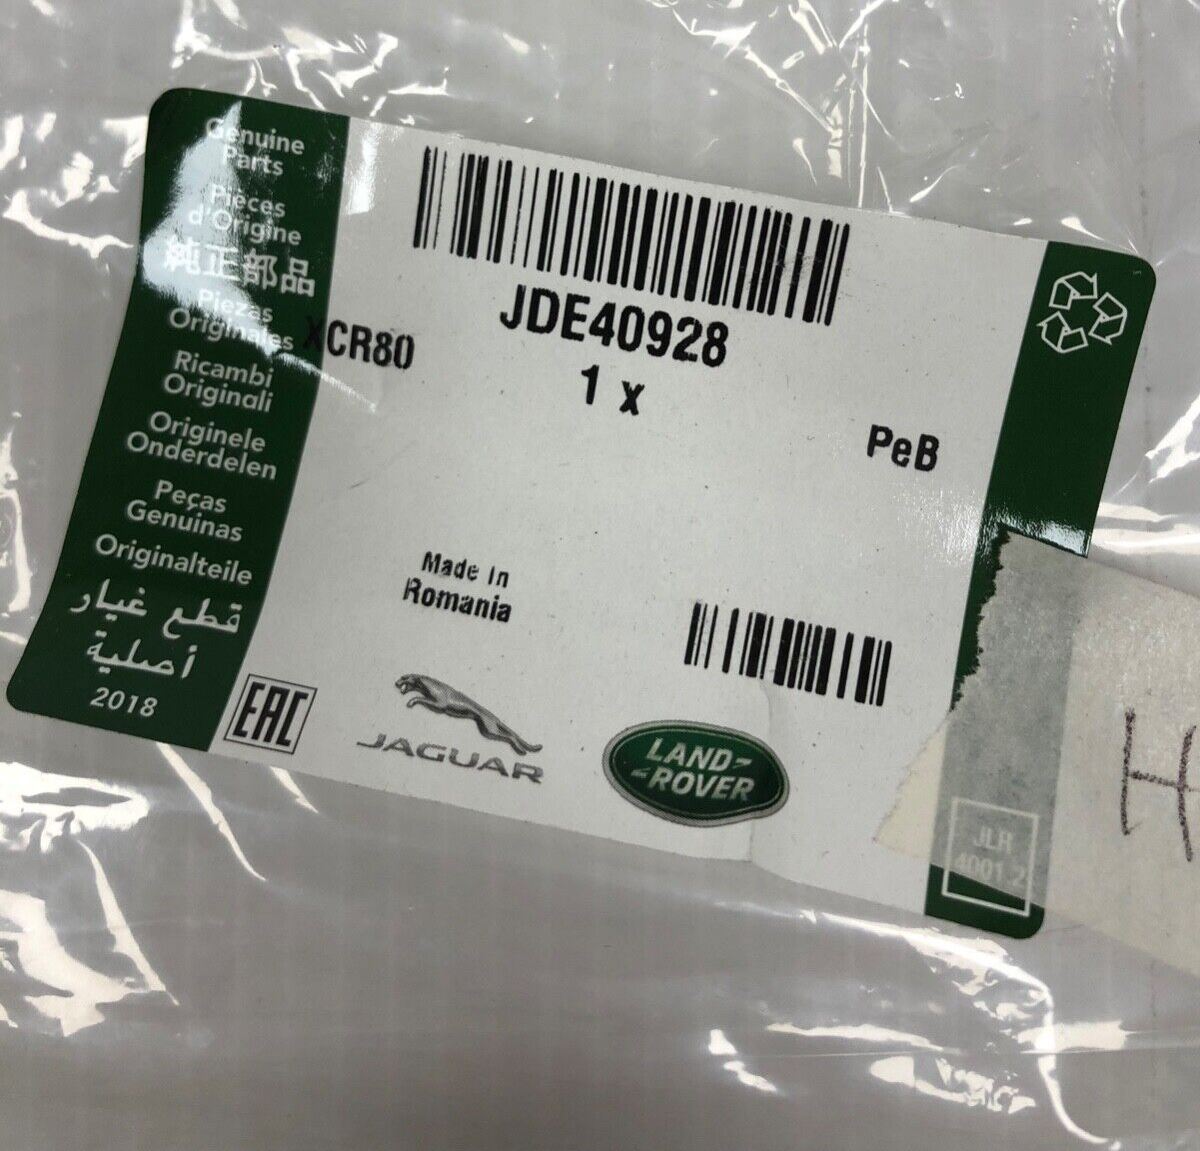 Genuine
Parts
Pièces
d'Origine
純正部品
Piezas
Originales
Ricambi
Originali
Originele
Onderdelen
Peças
Genuinas
Originalteile
قطع غيار
أصلية
2018
JDE40928
XCR80
1 x
PeB
Made In
Romania
EAC
JAGUAR
LAND-
-ROVER
JLR
4001.2
H